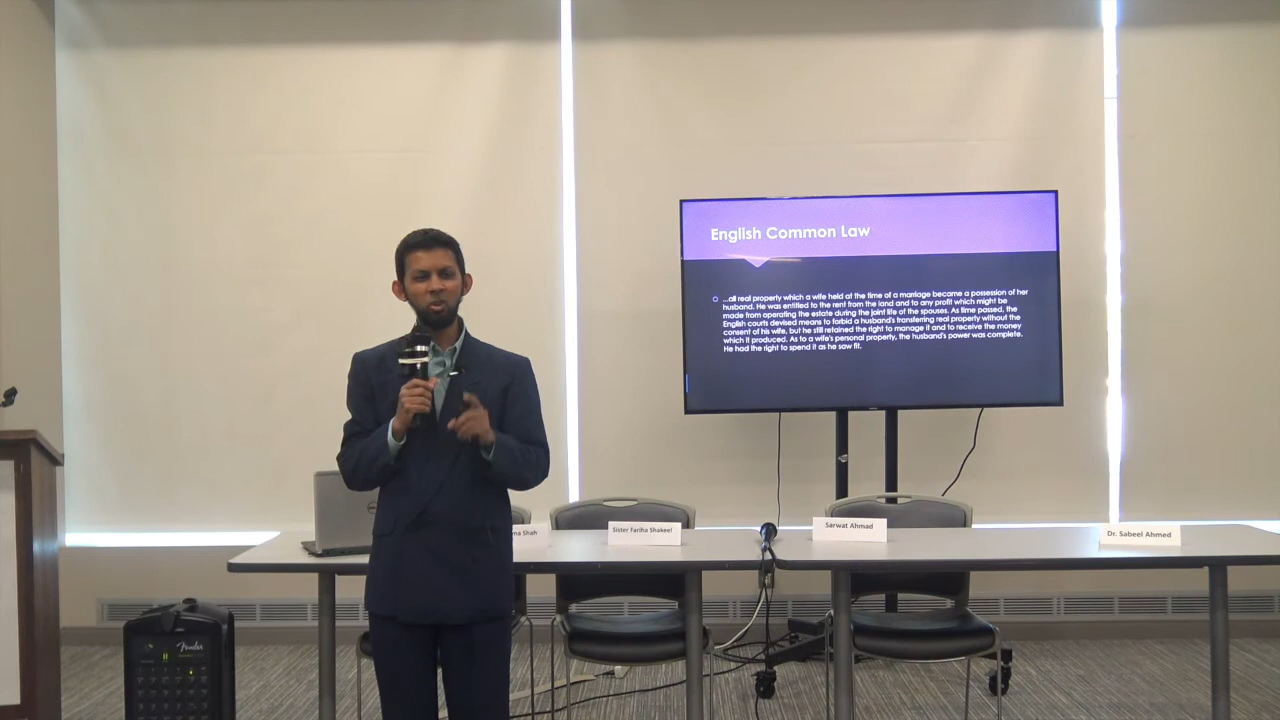 English Common Law
...all real property which a wife held at the time of a marriage became a possession of her
husband. He was entitled to the rent from the land and to any profit which might be
made from operating the estate during the joint life of the spouses. As time passed, the
English courts devised means to forbid a husband's transferring real property without the
consent of his wife, but he still retained the right to manage it and to receive the money
which it produced. As to a wife's personal property, the husband's power was complete.
He had the right to spend it as he saw fit.
Shah
Sister Fariha Shakeel
Sarwat Ahmad
Dr. Sabeel Ahmed
Fender